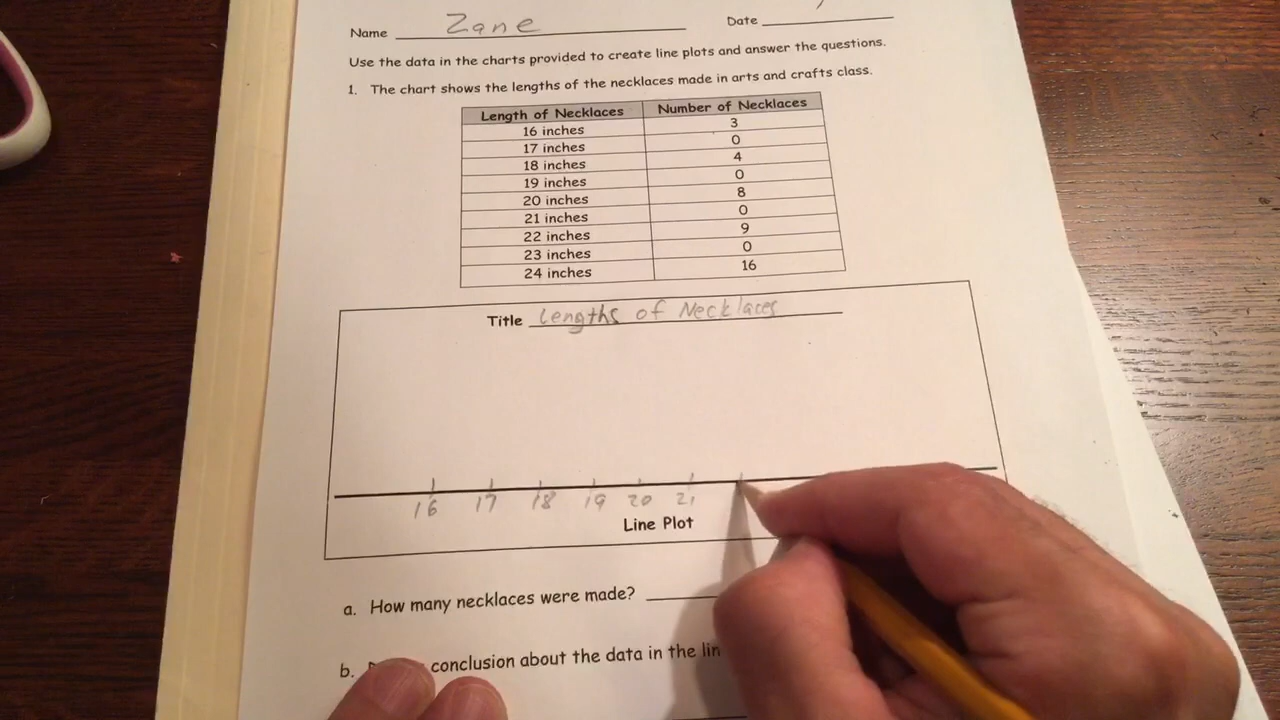 Name Zane Date
Use the data in the charts provided to create line plots and answer the questions.
1. The chart shows the lengths of the necklaces made in arts and crafts class.
Length of Necklaces Number of Necklaces
16 inches 3
17 inches 0
18 inches 4
19 inches 0
20 inches 8
21 inches 0
22 inches 9
23 inches 0
24 inches 16
Title Lengths of Necklaces
16 17 18 19 20 21
Line Plot
a. How many necklaces were made?
b. conclusion about the data in the